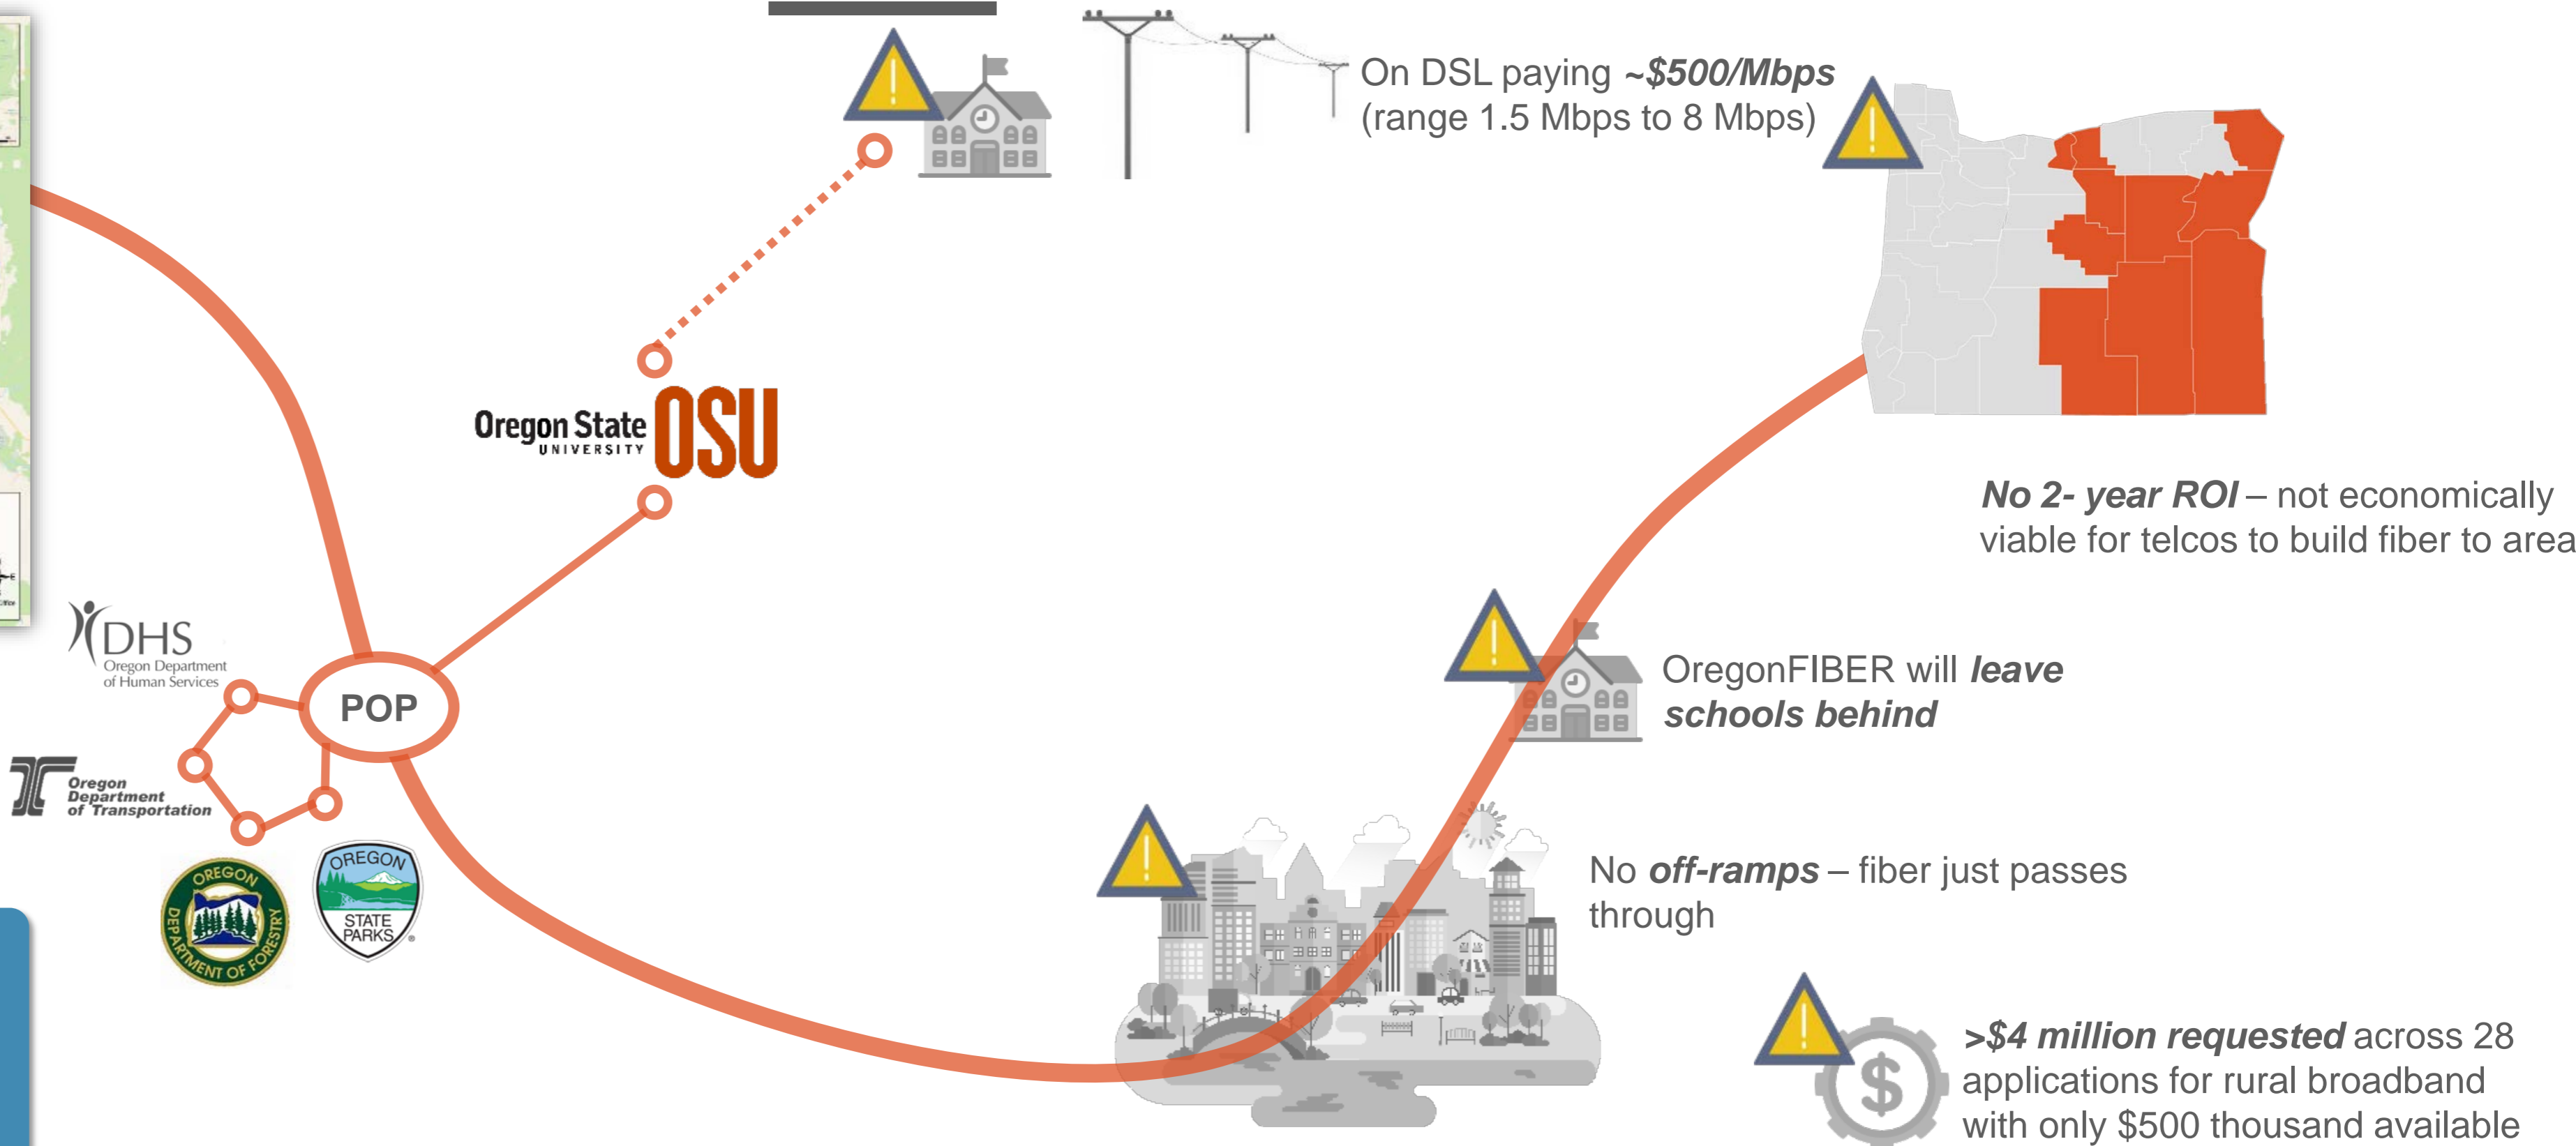 On DSL paying ~$500/Mbps
(range 1.5 Mbps to 8 Mbps)
Oregon State
UNIVERSITY
OSU
No 2- year ROI – not economically
viable for telcos to build fiber to area
DHS
Oregon Department
of Human Services
POP
OregonFIBER will leave
schools behind
Oregon
Department
of Transportation
No off-ramps – fiber just passes
through
OREGON
DEPARTMENT OF FORESTRY
OREGON
STATE
PARKS
>$4 million requested across 28
applications for rural broadband
with only $500 thousand available
$